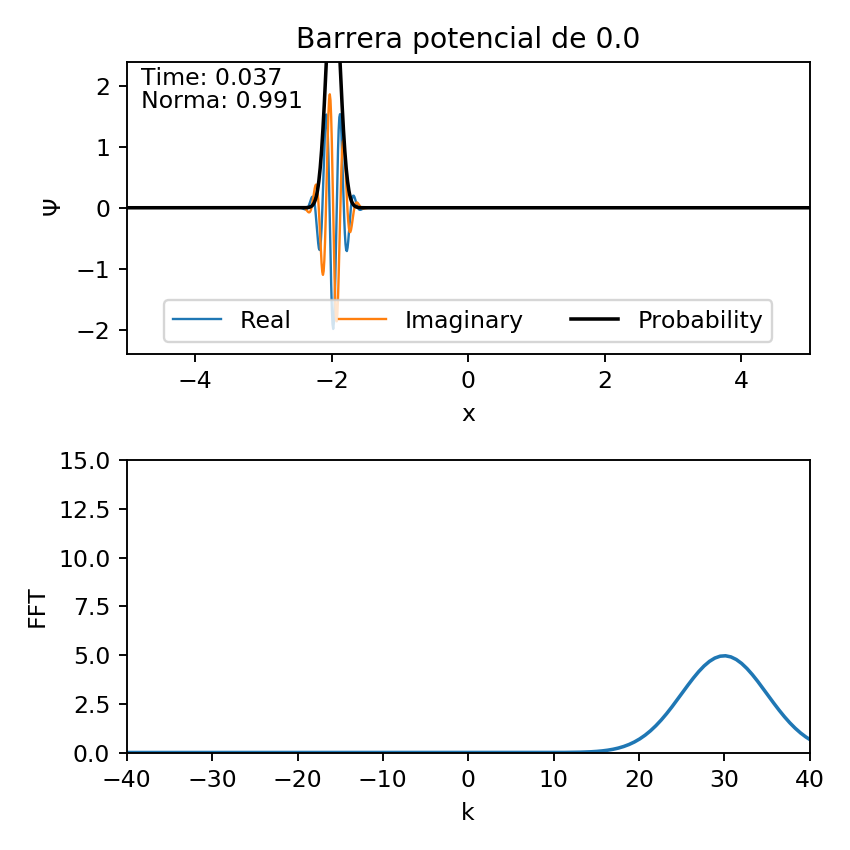 Barrera potencial de 0.0
Time: 0.037
Norma: 0.991
2
1
0
−1
−2
Ψ
Real Imaginary Probability
−4 −2 0 2 4
x
15.0
12.5
10.0
7.5
5.0
2.5
0.0
FFT
−40 −30 −20 −10 0 10 20 30 40
k